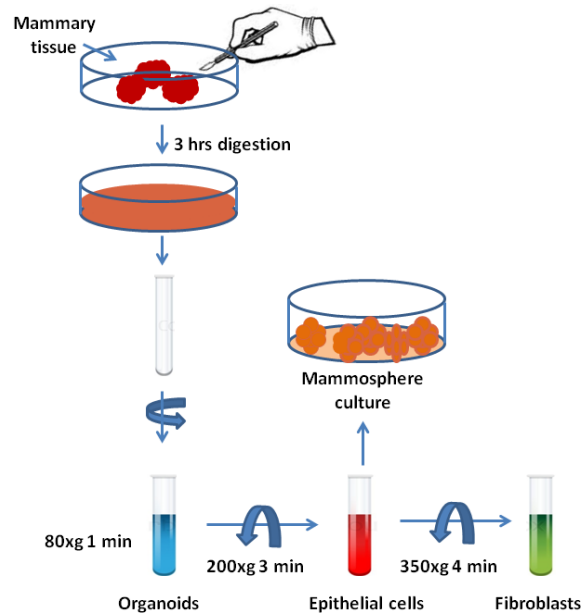 Mammary
tissue
3 hrs digestion
Mammosphere
culture
80xg 1 min
200xg 3 min
350xg 4 min
Organoids
Epithelial cells
Fibroblasts